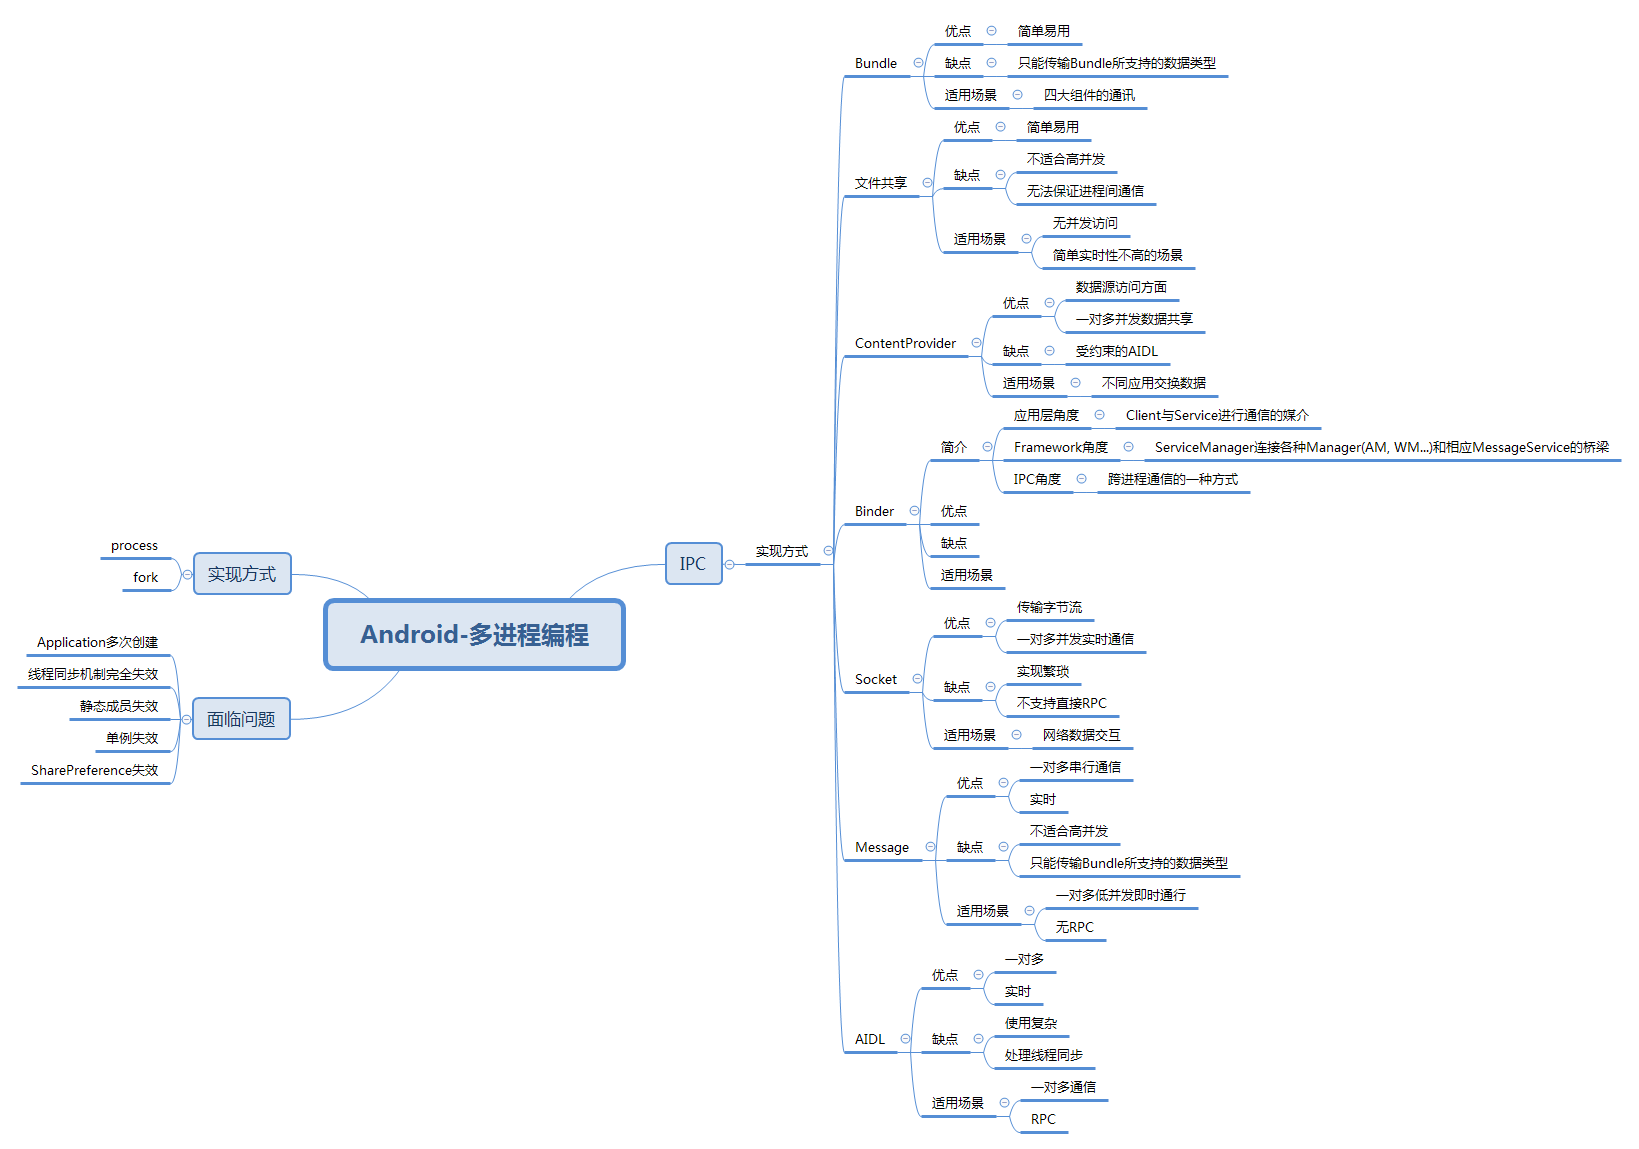 Android-多进程编程
实现方式
process
fork
面临问题
Application多次创建
线程同步机制完全失效
静态成员失效
单例失效
SharePreference失效
IPC
实现方式
Bundle
优点
简单易用
缺点
只能传输Bundle所支持的数据类型
适用场景
四大组件的通讯
文件共享
优点
简单易用
缺点
不适合高并发
无法保证进程间通信
适用场景
无并发访问
简单实时性不高的场景
ContentProvider
优点
数据源访问方面
一对多并发数据共享
缺点
受约束的AIDL
适用场景
不同应用交换数据
Binder
简介
应用层角度
Client与Service进行通信的媒介
Framework角度
ServiceManager连接各种Manager(AM, WM...)和相应MessageService的桥梁
IPC角度
跨进程通信的一种方式
优点
缺点
适用场景
Socket
优点
传输字节流
一对多并发实时通信
缺点
实现繁琐
不支持直接RPC
适用场景
网络数据交互
Message
优点
一对多串行通信
实时
缺点
不适合高并发
只能传输Bundle所支持的数据类型
适用场景
一对多低并发即时通行
无RPC
AIDL
优点
一对多
实时
缺点
使用复杂
处理线程同步
适用场景
一对多通信
RPC